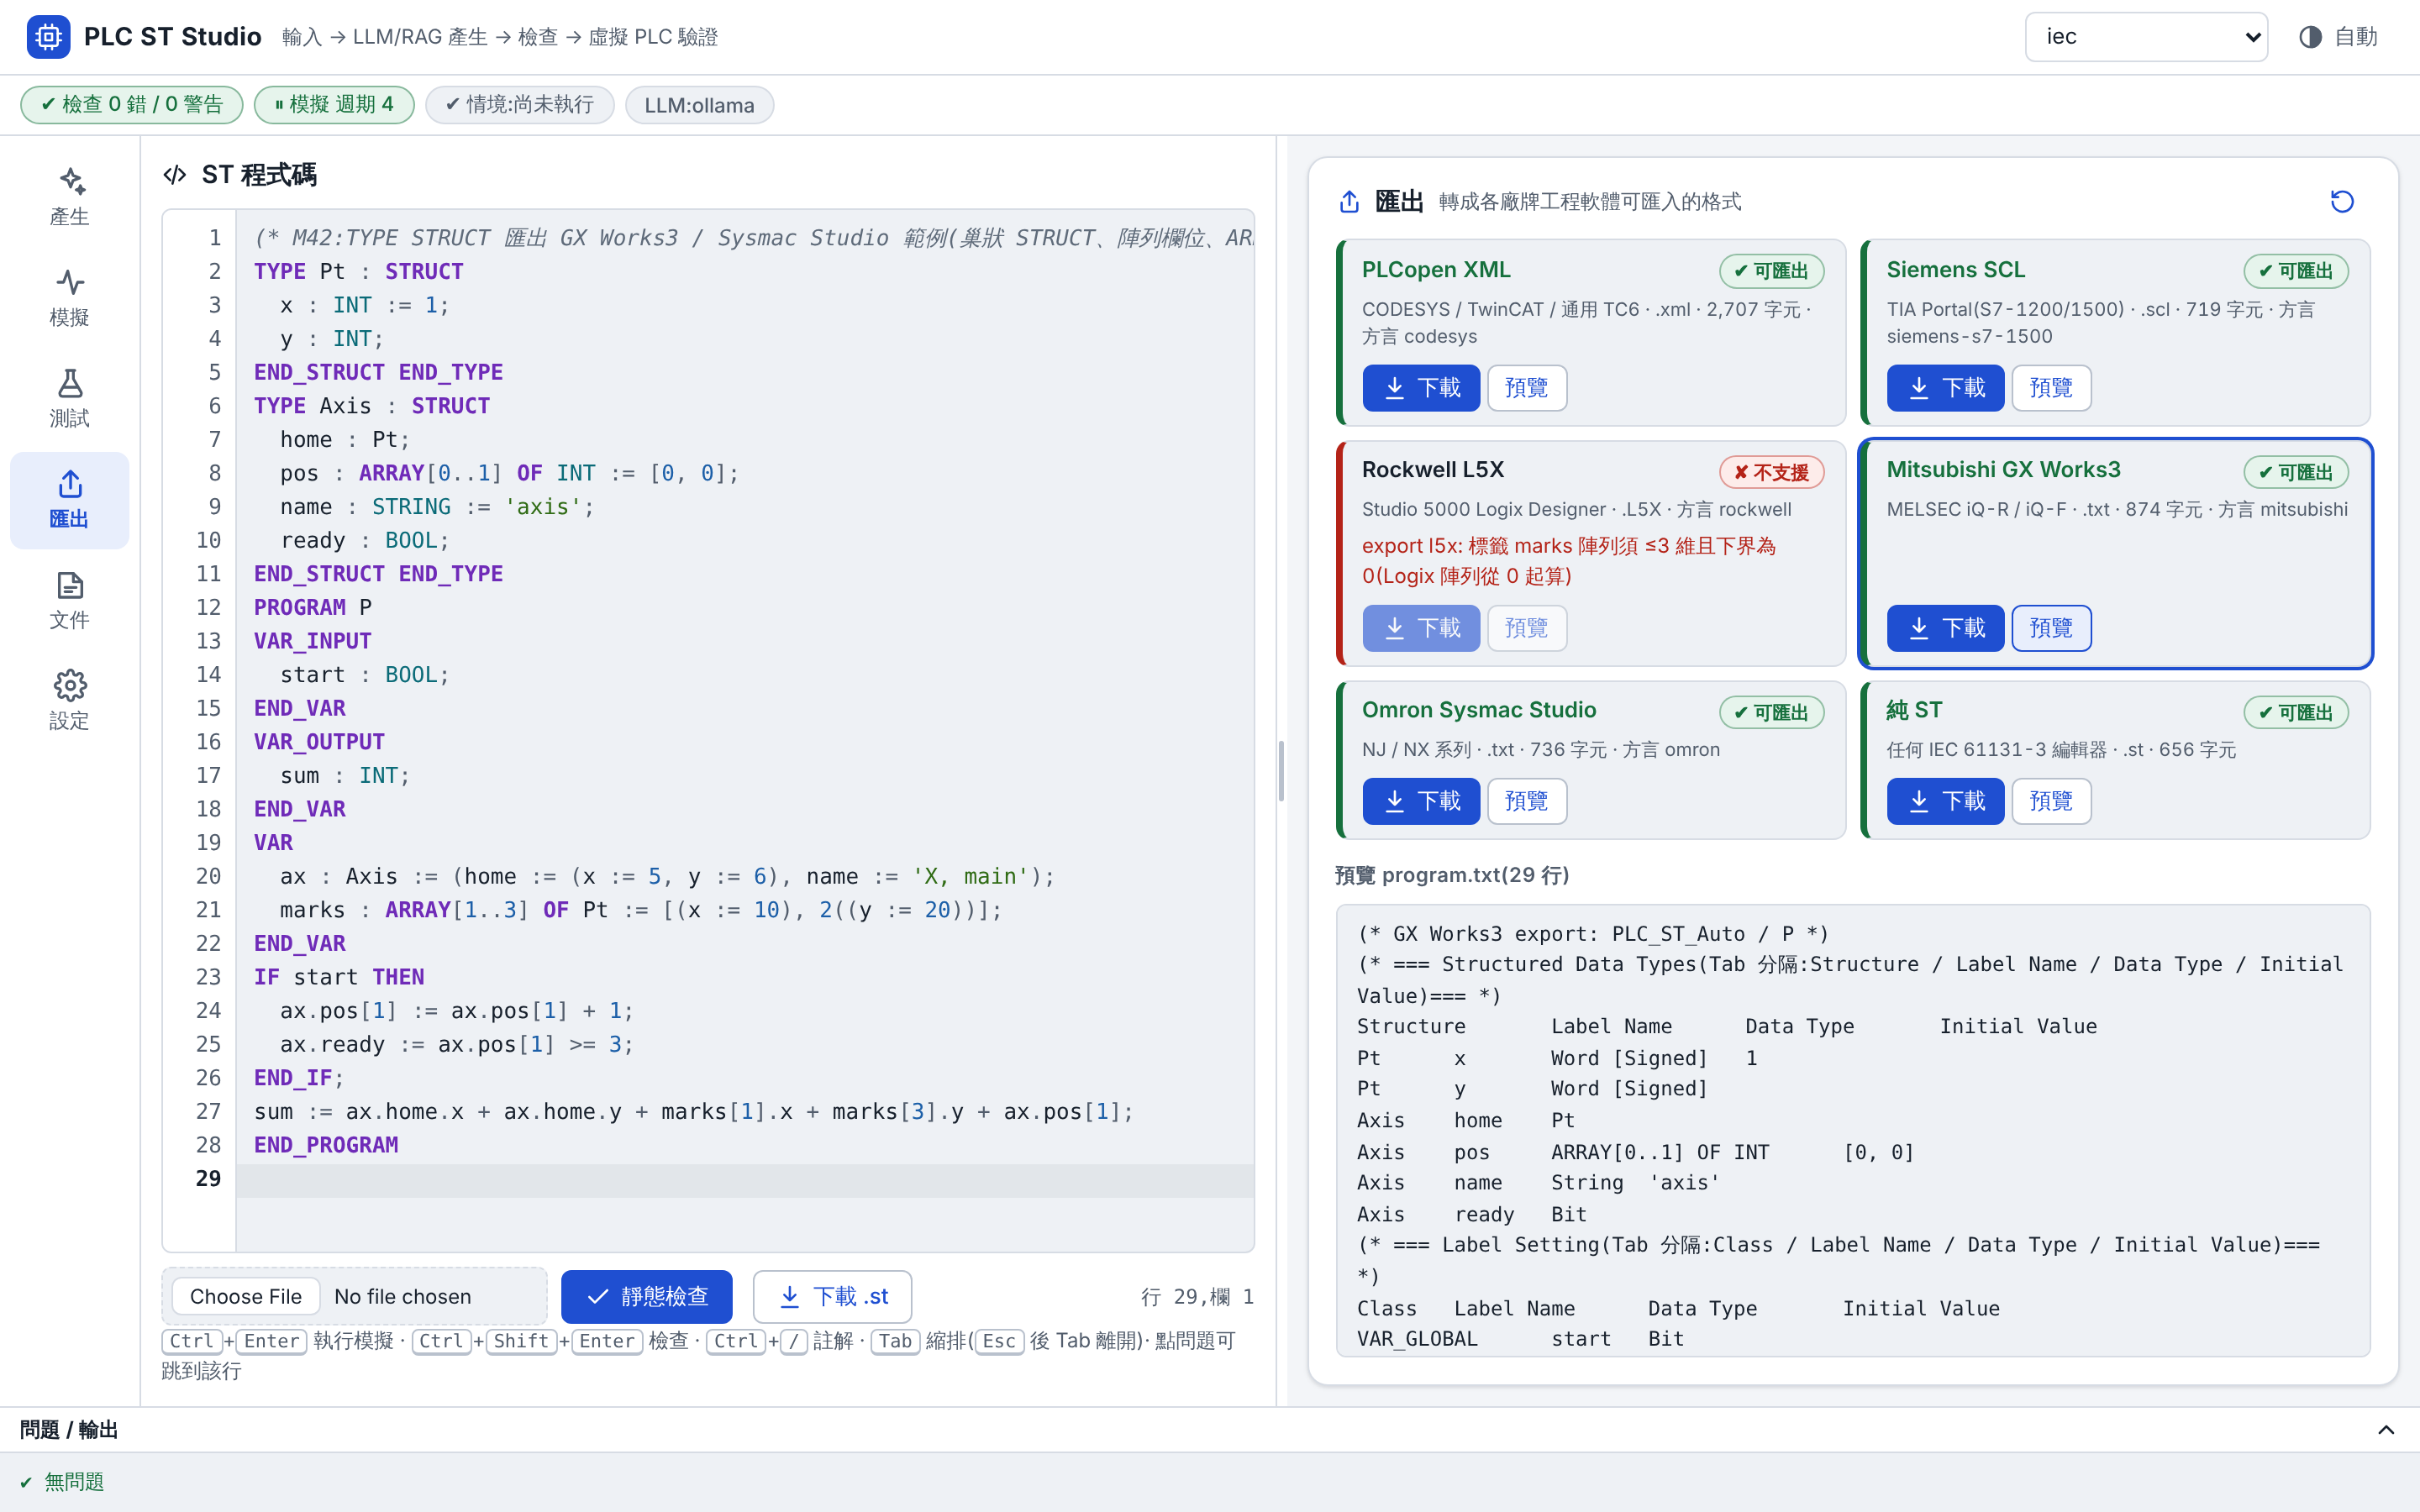 PLC ST Studio 輸入 → LLM/RAG 產生 → 檢查 → 虛擬 PLC 驗證
iec
自動
✔ 檢查 0 錯 / 0 警告
⏸ 模擬 週期 4
✔ 情境:尚未執行
LLM:ollama
產生
模擬
測試
匯出
文件
設定
</> ST 程式碼
1 (* M42:TYPE STRUCT 匯出 GX Works3 / Sysmac Studio 範例(巢狀 STRUCT、陣列欄位、AR
2 TYPE Pt : STRUCT
3   x : INT := 1;
4   y : INT;
5 END_STRUCT END_TYPE
6 TYPE Axis : STRUCT
7   home : Pt;
8   pos : ARRAY[0..1] OF INT := [0, 0];
9   name : STRING := 'axis';
10   ready : BOOL;
11 END_STRUCT END_TYPE
12 PROGRAM P
13 VAR_INPUT
14   start : BOOL;
15 END_VAR
16 VAR_OUTPUT
17   sum : INT;
18 END_VAR
19 VAR
20   ax : Axis := (home := (x := 5, y := 6), name := 'X, main');
21   marks : ARRAY[1..3] OF Pt := [(x := 10), 2((y := 20))];
22 END_VAR
23 IF start THEN
24   ax.pos[1] := ax.pos[1] + 1;
25   ax.ready := ax.pos[1] >= 3;
26 END_IF;
27 sum := ax.home.x + ax.home.y + marks[1].x + marks[3].y + ax.pos[1];
28 END_PROGRAM
29
Choose File No file chosen
靜態檢查
下載 .st
行 29,欄 1
Ctrl+Enter 執行模擬 · Ctrl+Shift+Enter 檢查 · Ctrl+/ 註解 · Tab 縮排(Esc 後 Tab 離開)· 點問題可
跳到該行
匯出 轉成各廠牌工程軟體可匯入的格式
PLCopen XML ✔ 可匯出
CODESYS / TwinCAT / 通用 TC6 · .xml · 2,707 字元 ·
方言 codesys
下載 預覽
Siemens SCL ✔ 可匯出
TIA Portal(S7-1200/1500) · .scl · 719 字元 · 方言
siemens-s7-1500
下載 預覽
Rockwell L5X ✘ 不支援
Studio 5000 Logix Designer · .L5X · 方言 rockwell
export l5x: 標籤 marks 陣列須 ≤3 維且下界為
0(Logix 陣列從 0 起算)
下載 預覽
Mitsubishi GX Works3 ✔ 可匯出
MELSEC iQ-R / iQ-F · .txt · 874 字元 · 方言 mitsubishi
下載 預覽
Omron Sysmac Studio ✔ 可匯出
NJ / NX 系列 · .txt · 736 字元 · 方言 omron
下載 預覽
純 ST ✔ 可匯出
任何 IEC 61131-3 編輯器 · .st · 656 字元
下載 預覽
預覽 program.txt(29 行)
(* GX Works3 export: PLC_ST_Auto / P *)
(* === Structured Data Types(Tab 分隔:Structure / Label Name / Data Type / Initial
Value)=== *)
Structure Label Name Data Type Initial Value
Pt x Word [Signed] 1
Pt y Word [Signed]
Axis home Pt
Axis pos ARRAY[0..1] OF INT [0, 0]
Axis name String 'axis'
Axis ready Bit
(* === Label Setting(Tab 分隔:Class / Label Name / Data Type / Initial Value)===
*)
Class Label Name Data Type Initial Value
VAR_GLOBAL start Bit
問題 / 輸出
✔ 無問題